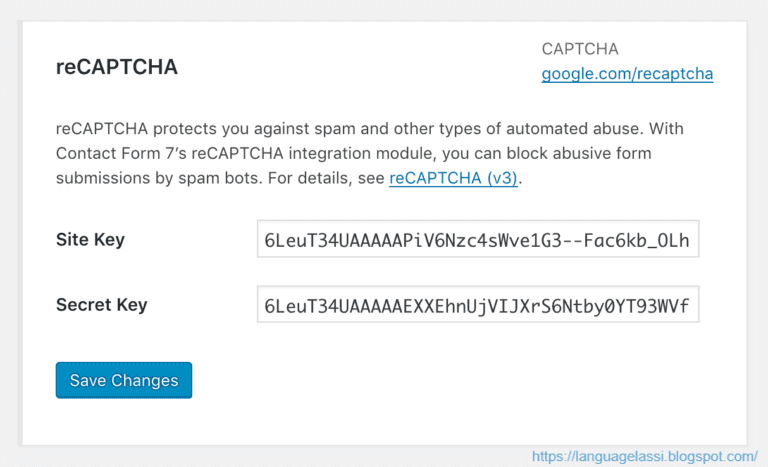 reCAPTCHA
CAPTCHA
google.com/recaptcha
reCAPTCHA protects you against spam and other types of automated abuse. With
Contact Form 7’s reCAPTCHA integration module, you can block abusive form
submissions by spam bots. For details, see reCAPTCHA (v3).
Site Key
6LeuT34UAAAAAPiV6Nzc4sWve1G3--Fac6kb_OLh
Secret Key
6LeuT34UAAAAAEXXEhnUjVIJXrS6Ntby0YT93WVf
Save Changes
https://languagelassi.blogspot.com/